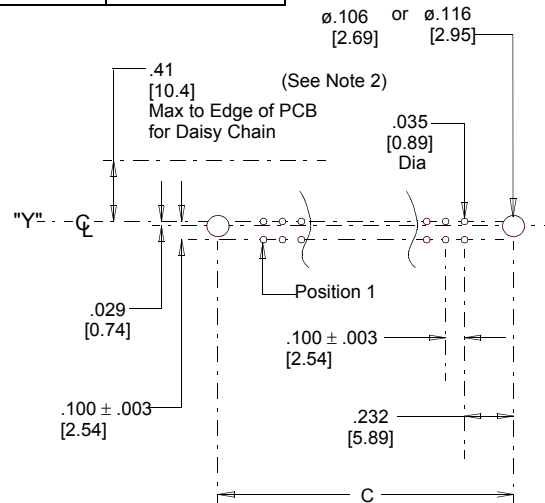 ø.106 or ø.116
[2.69] [2.95]
.41
[10.4]
Max to Edge of PCB
for Daisy Chain
(See Note 2)
.035
[0.89]
Dia
"Y" ℄
Position 1
.029
[0.74]
.100 ± .003
[2.54]
.100 ± .003
[2.54]
.232
[5.89]
C